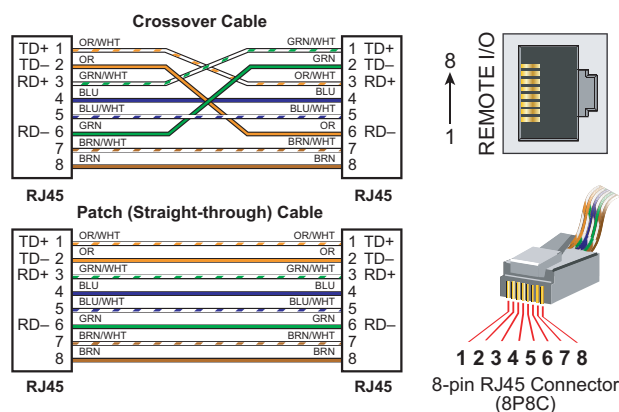 Crossover Cable
TD+ 1 OR/WHT GRN/WHT 1 TD+
TD– 2 OR GRN 2 TD–
RD+ 3 GRN/WHT OR/WHT 3 RD+
4 BLU BLU 4
5 BLU/WHT BLU/WHT 5
RD– 6 GRN OR 6 RD–
7 BRN/WHT BRN/WHT 7
8 BRN BRN 8
RJ45 RJ45
8
1
REMOTE I/O
Patch (Straight-through) Cable
TD+ 1 OR/WHT OR/WHT 1 TD+
TD– 2 OR OR 2 TD–
RD+ 3 GRN/WHT GRN/WHT 3 RD+
4 BLU BLU 4
5 BLU/WHT BLU/WHT 5
RD– 6 GRN GRN 6 RD–
7 BRN/WHT BRN/WHT 7
8 BRN BRN 8
RJ45 RJ45
1 2 3 4 5 6 7 8
8-pin RJ45 Connector
(8P8C)